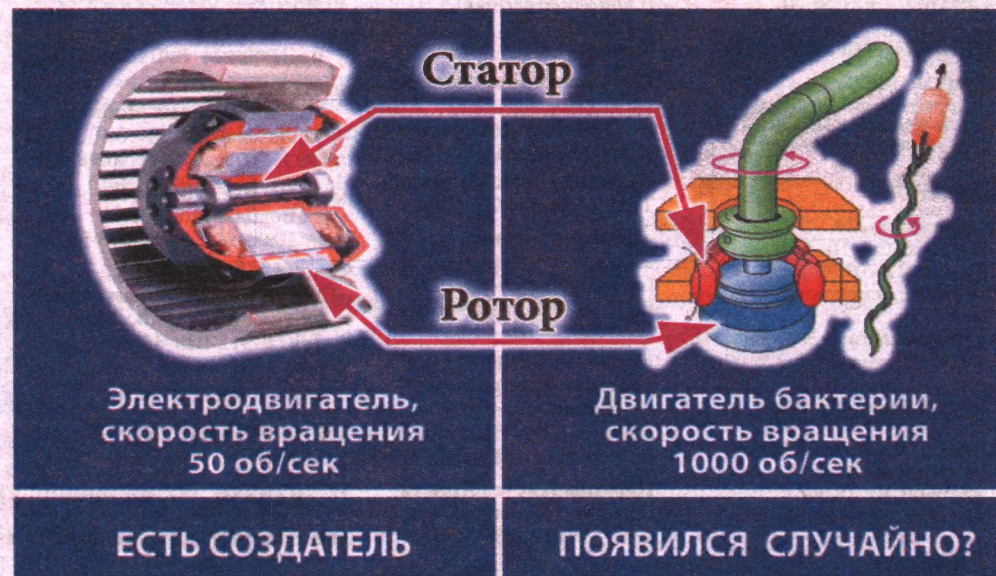 Статор
Ротор
Электродвигатель,
скорость вращения
50 об/сек
Двигатель бактерии,
скорость вращения
1000 об/сек
ЕСТЬ СОЗДАТЕЛЬ
ПОЯВИЛСЯ СЛУЧАЙНО?